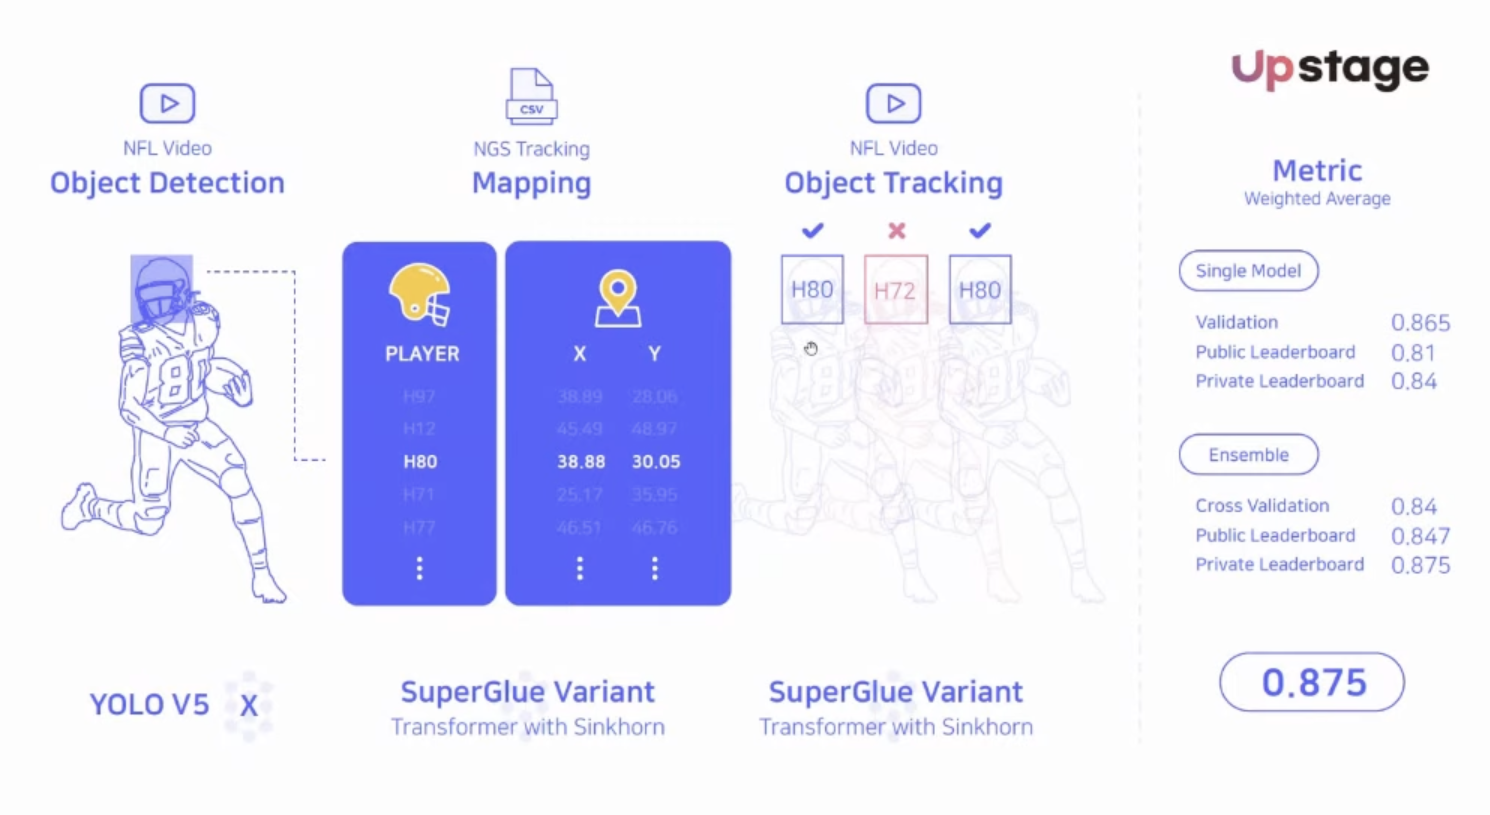 Upstage
NFL Video
Object Detection
CSV
NGS Tracking
Mapping
NFL Video
Object Tracking
PLAYER
X Y
H97 38.89 28.06
H12 45.49 48.97
H80 38.88 30.05
H71 25.17 35.95
H77 46.51 46.76
H80
H72
H80
YOLO V5 X
SuperGlue Variant
Transformer with Sinkhorn
SuperGlue Variant
Transformer with Sinkhorn
Metric
Weighted Average
Single Model
Validation 0.865
Public Leaderboard 0.81
Private Leaderboard 0.84
Ensemble
Cross Validation 0.84
Public Leaderboard 0.847
Private Leaderboard 0.875
0.875